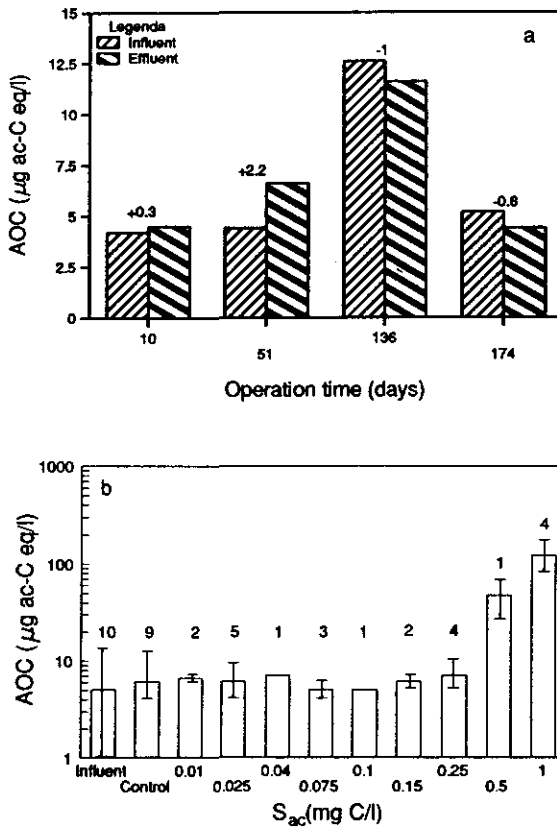 15
Legenda
Influent
Effluent
a
12.5
10
7.5
5
2.5
0
AOC (µg ac-C eq/l)
+0.3
+2.2
-1
-0.8
10
51
136
174
Operation time (days)
1000
b
100
10
1
AOC (µg ac-C eq/l)
10 9 2 5 1 3 1 2 4 1 4
Influent 0.01 0.04 0.1 0.25 1
Control 0.025 0.075 0.15 0.5
Sac(mg C/l)